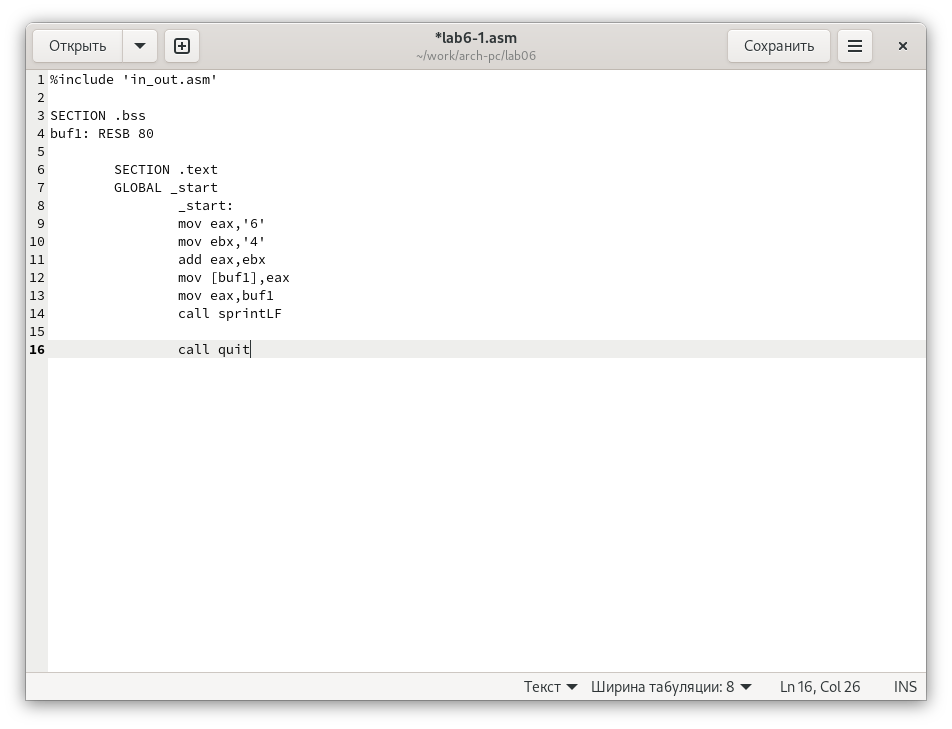 Открыть
*lab6-1.asm
~/work/arch-pc/lab06
Сохранить
1 %include 'in_out.asm'
2
3 SECTION .bss
4 buf1: RESB 80
5
6 SECTION .text
7 GLOBAL _start
8 _start:
9 mov eax,'6'
10 mov ebx,'4'
11 add eax,ebx
12 mov [buf1],eax
13 mov eax,buf1
14 call sprintLF
15
16 call quit
Текст Ширина табуляции: 8 Ln 16, Col 26 INS